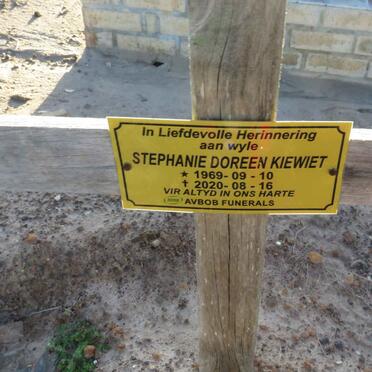 In Liefdevolle Herinnering
aan wyle
STEPHANIE DOREEN KIEWIET
★ 1969-09-10
✝ 2020-08-16
VIR ALTYD IN ONS HARTE
AVBOB FUNERALS